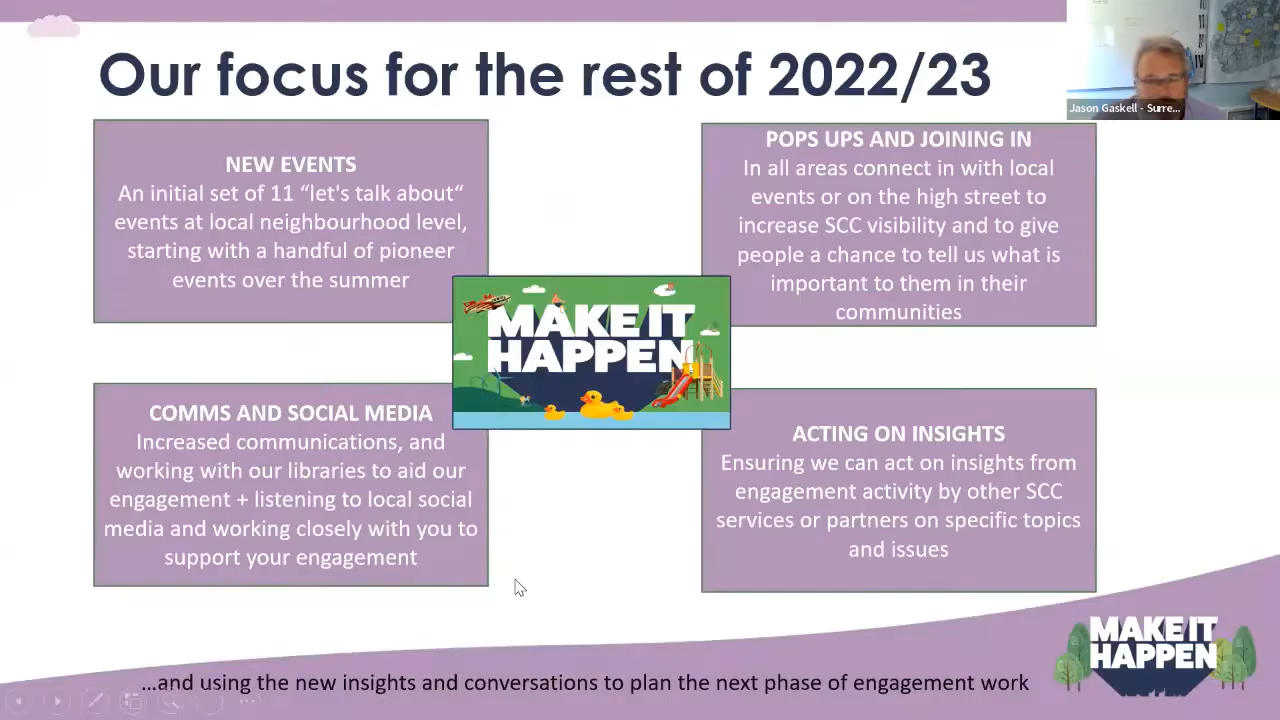 Our focus for the rest of 2022/23
Jason Gaskell - Surre...
NEW EVENTS
An initial set of 11 “let's talk about“
events at local neighbourhood level,
starting with a handful of pioneer
events over the summer
POPS UPS AND JOINING IN
In all areas connect in with local
events or on the high street to
increase SCC visibility and to give
people a chance to tell us what is
important to them in their
communities
MAKE IT
HAPPEN
COMMS AND SOCIAL MEDIA
Increased communications, and
working with our libraries to aid our
engagement + listening to local social
media and working closely with you to
support your engagement
ACTING ON INSIGHTS
Ensuring we can act on insights from
engagement activity by other SCC
services or partners on specific topics
and issues
MAKE IT
HAPPEN
...and using the new insights and conversations to plan the next phase of engagement work